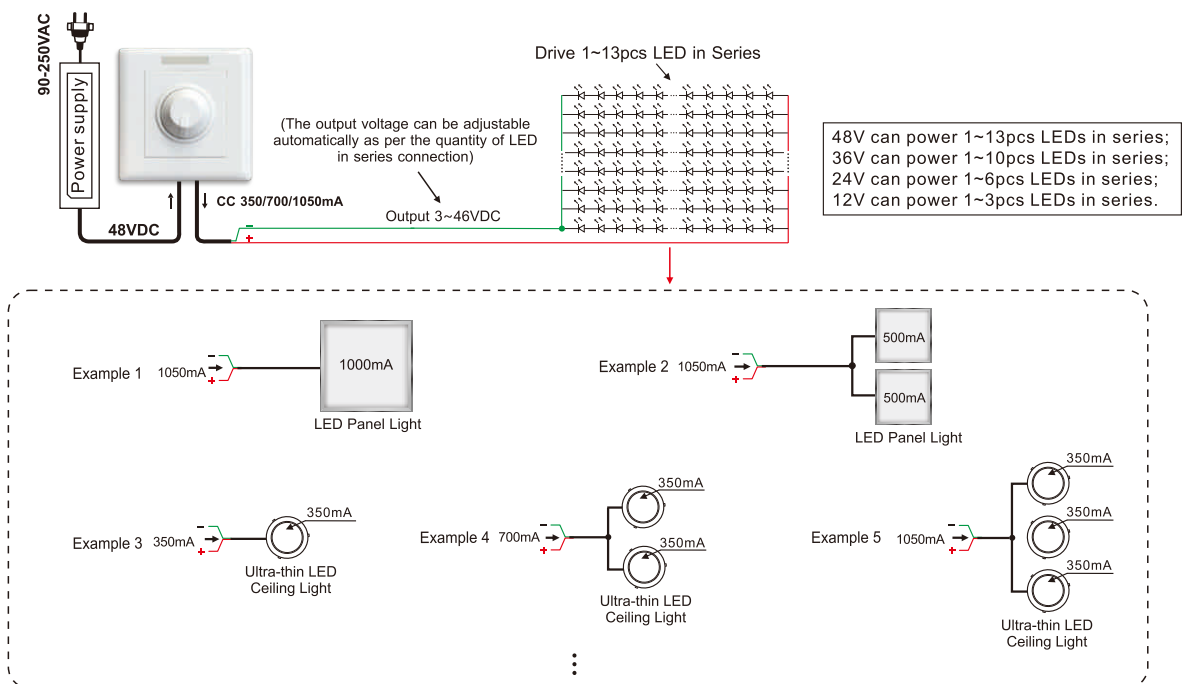 90-250VAC
Power supply
48VDC
CC 350/700/1050mA
(The output voltage can be adjustable
automatically as per the quantity of LED
in series connection)
Output 3~46VDC
−
+
Drive 1~13pcs LED in Series
48V can power 1~13pcs LEDs in series;
36V can power 1~10pcs LEDs in series;
24V can power 1~6pcs LEDs in series;
12V can power 1~3pcs LEDs in series.
Example 1
1050mA
−
+
1000mA
LED Panel Light
Example 2
1050mA
−
+
500mA
500mA
LED Panel Light
Example 3
350mA
−
+
350mA
Ultra-thin LED
Ceiling Light
Example 4
700mA
−
+
350mA
350mA
Ultra-thin LED
Ceiling Light
Example 5
1050mA
−
+
350mA
350mA
350mA
Ultra-thin LED
Ceiling Light